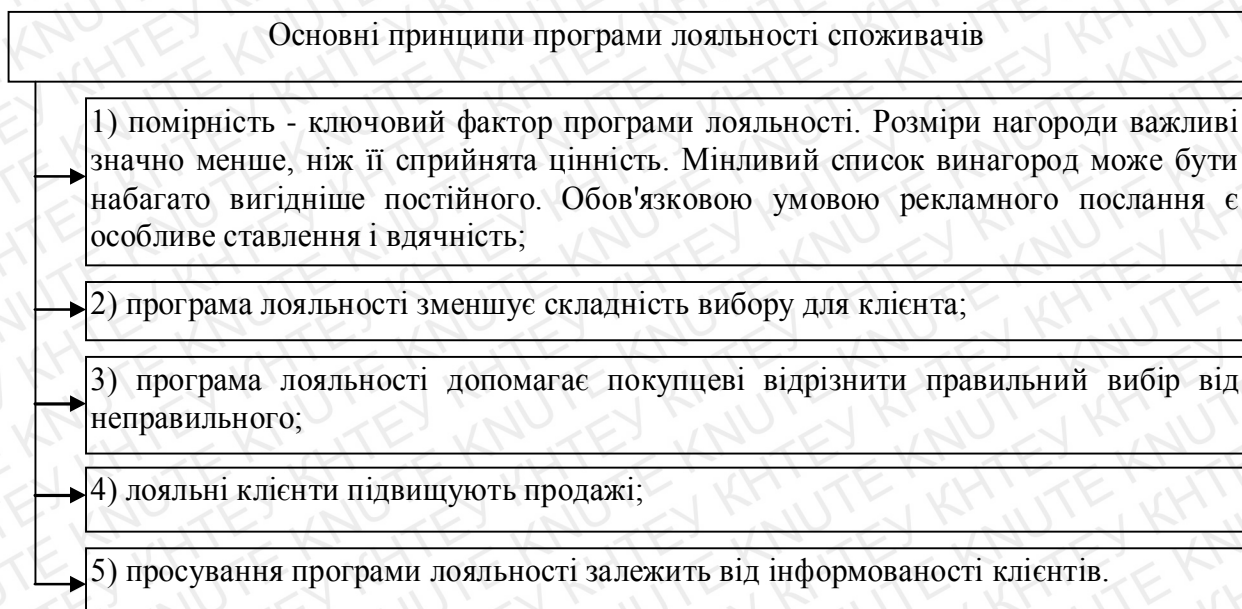 Основні принципи програми лояльності споживачів
1) помірність - ключовий фактор програми лояльності. Розміри нагороди важливі
значно менше, ніж її сприйнята цінність. Мінливий список винагород може бути
набагато вигідніше постійного. Обов'язковою умовою рекламного послання є
особливе ставлення і вдячність;
2) програма лояльності зменшує складність вибору для клієнта;
3) програма лояльності допомагає покупцеві відрізнити правильний вибір від
неправильного;
4) лояльні клієнти підвищують продажі;
5) просування програми лояльності залежить від інформованості клієнтів.